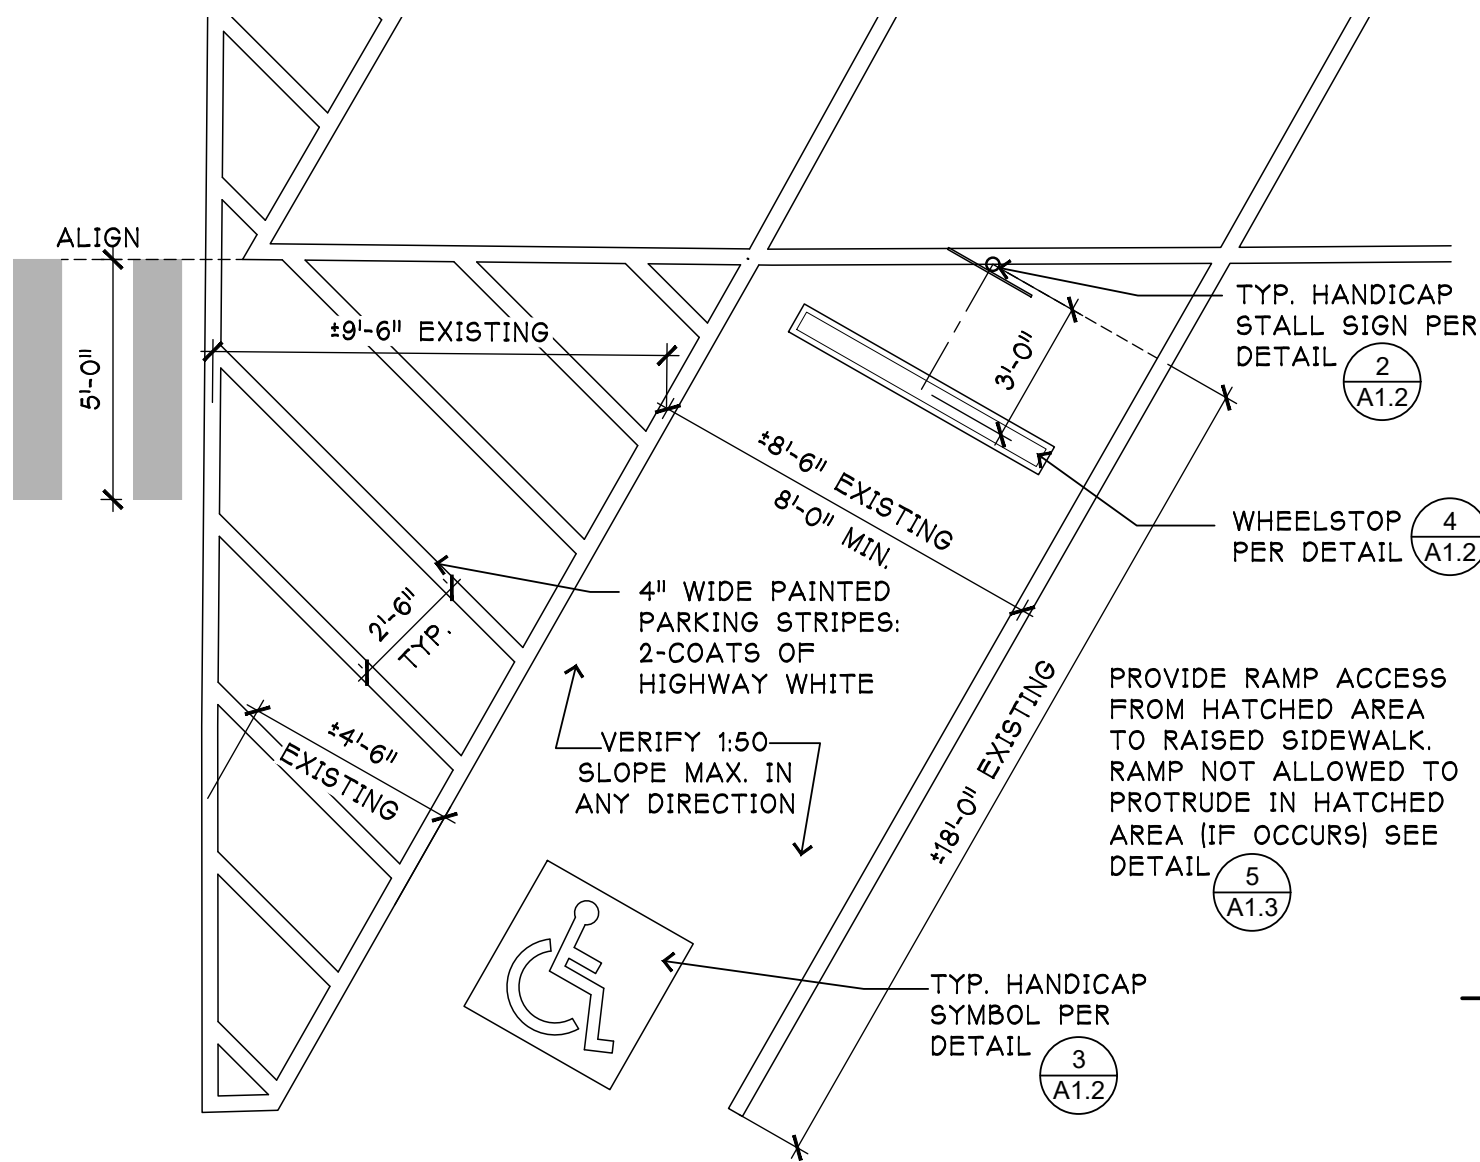 ALIGN
5'-0"
±9'-6" EXISTING
3'-0"
TYP. HANDICAP
STALL SIGN PER
DETAIL
2
A1.2
±8'-6" EXISTING
8'-0" MIN.
WHEELSTOP
PER DETAIL
4
A1.2
4" WIDE PAINTED
PARKING STRIPES:
2-COATS OF
HIGHWAY WHITE
2'-6"
TYP.
±4'-6"
EXISTING
VERIFY 1:50
SLOPE MAX. IN
ANY DIRECTION
±18'-0" EXISTING
PROVIDE RAMP ACCESS
FROM HATCHED AREA
TO RAISED SIDEWALK.
RAMP NOT ALLOWED TO
PROTRUDE IN HATCHED
AREA (IF OCCURS) SEE
DETAIL
5
A1.3
TYP. HANDICAP
SYMBOL PER
DETAIL
3
A1.2